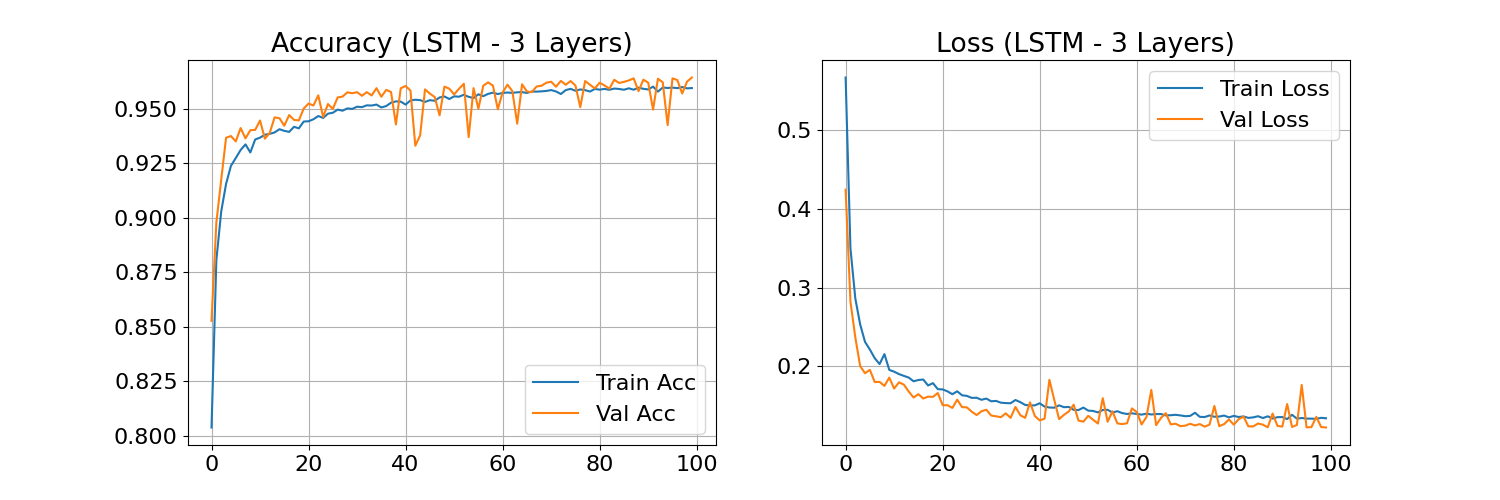 Accuracy (LSTM - 3 Layers)
0.950
0.925
0.900
0.875
0.850
0.825
0.800
0 20 40 60 80 100
Train Acc
Val Acc
Loss (LSTM - 3 Layers)
0.5
0.4
0.3
0.2
0 20 40 60 80 100
Train Loss
Val Loss